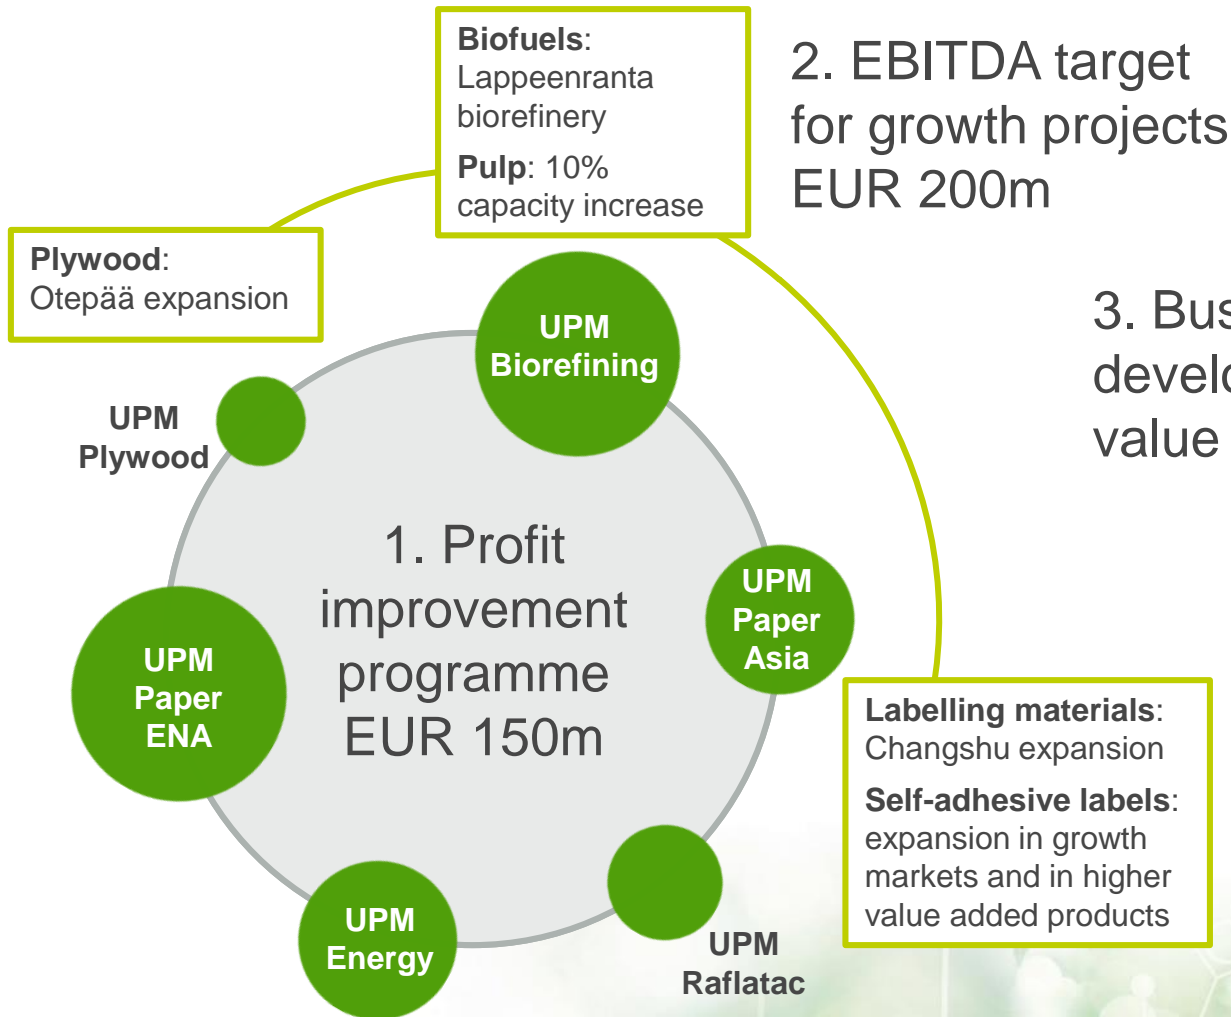 Biofuels:
Lappeenranta
biorefinery
Pulp: 10%
capacity increase
2. EBITDA target
for growth projects
EUR 200m
Plywood:
Otepää expansion
3.
value
UPM
Biorefining
UPM
Plywood
1. Profit
improvement
programme
EUR 150m
UPM
Paper
Asia
UPM
Paper
ENA
Labelling materials:
Changshu expansion
Self-adhesive labels:
expansion in growth
markets and in higher
value added products
UPM
Energy
UPM
Raflatac